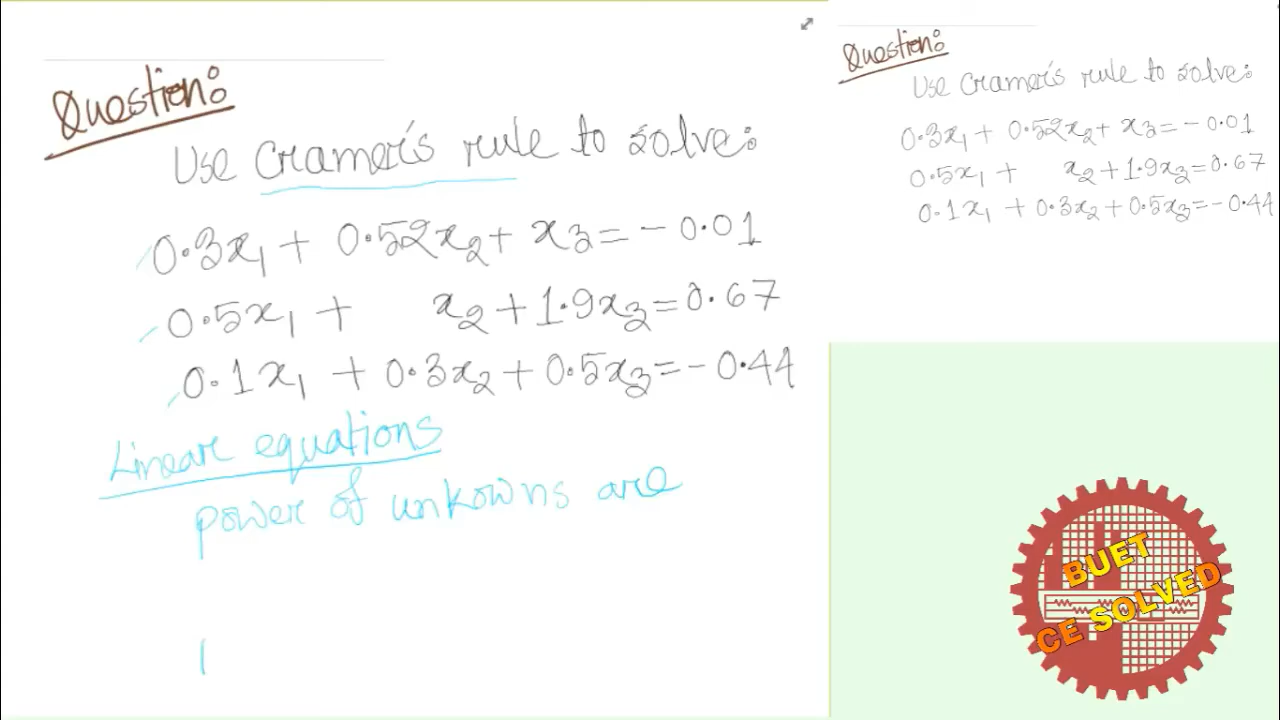 Question:
Use Cramer's rule to solve:
0.3x₁ + 0.52x₂ + x₃ = - 0.01
0.5x₁ + x₂ + 1.9x₃ = 0.67
0.1x₁ + 0.3x₂ + 0.5x₃ = - 0.44
Linear equations
power of unkowns are
Question:
Use Cramer's rule to solve:
0.3x₁ + 0.52x₂ + x₃ = - 0.01
0.5x₁ + x₂ + 1.9x₃ = 0.67
0.1x₁ + 0.3x₂ + 0.5x₃ = - 0.44
BUET
CE SOLVED